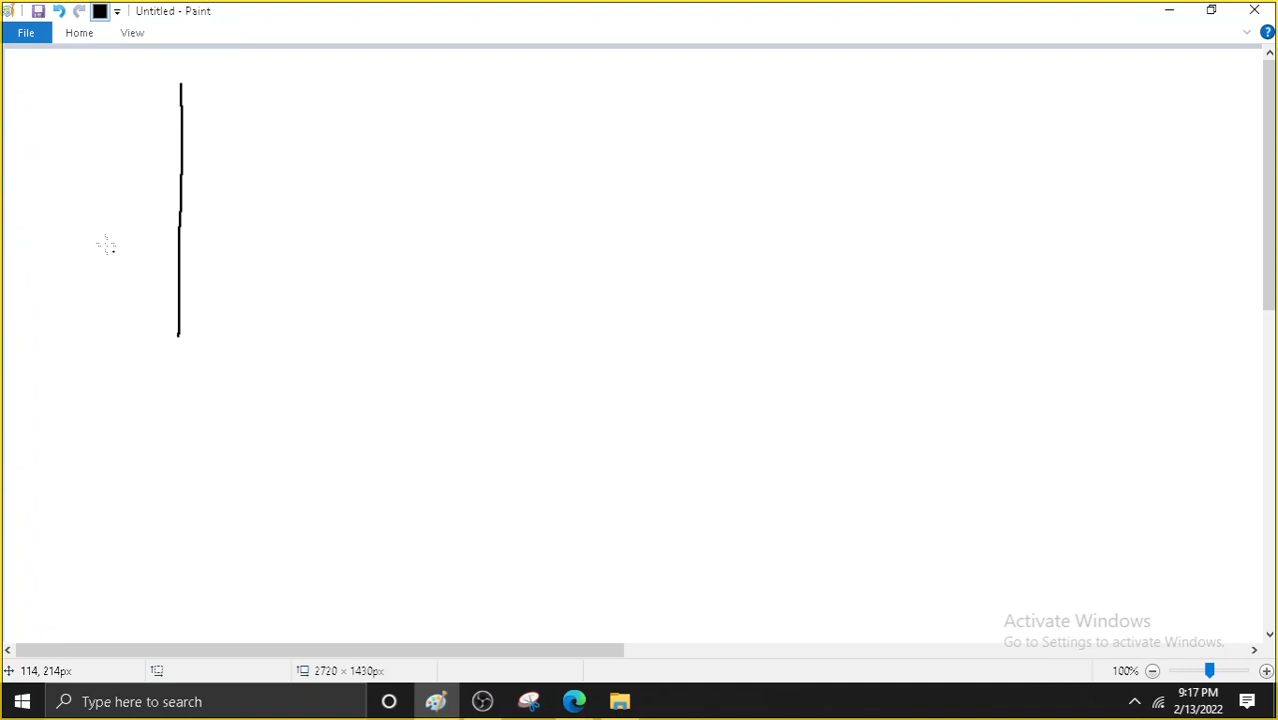 Untitled - Paint
File Home View
Activate Windows
Go to Settings to activate Windows.
114, 214px 2720 × 1430px 100%
Type here to search
9:17 PM
2/13/2022